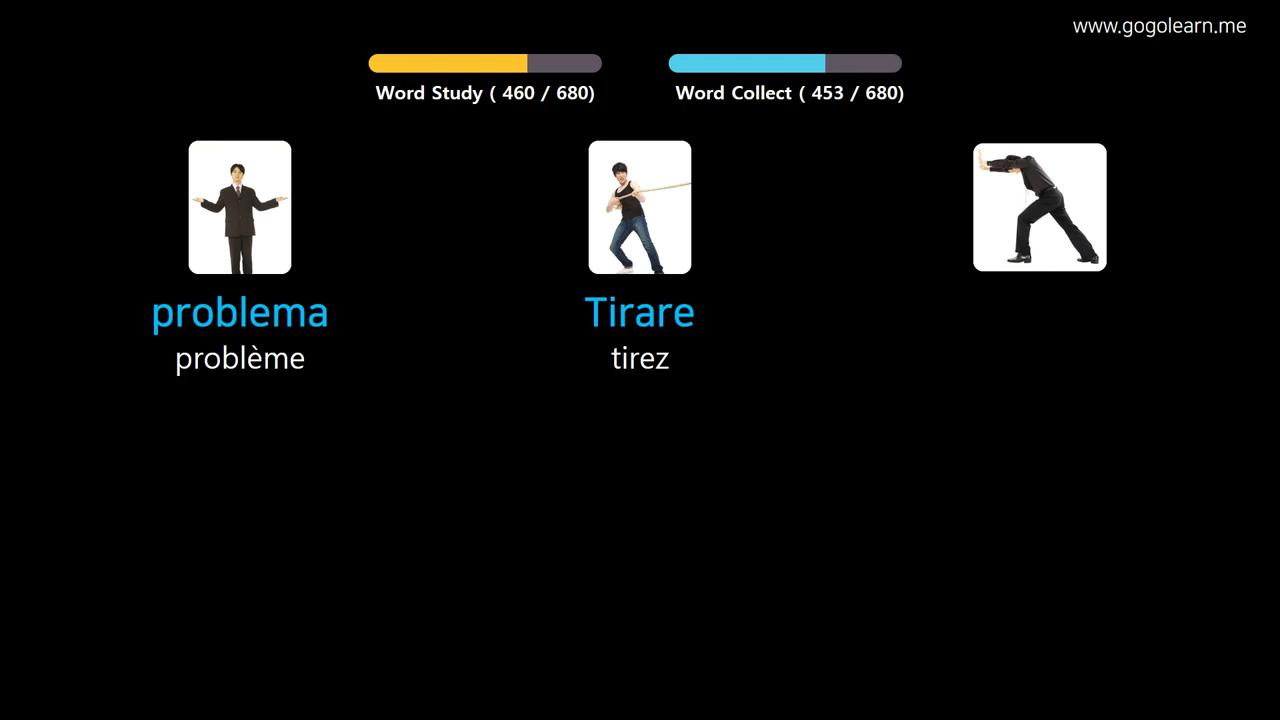 www.gogolearn.me
Word Study ( 460 / 680)
Word Collect ( 453 / 680)
problema
problème
Tirare
tirez